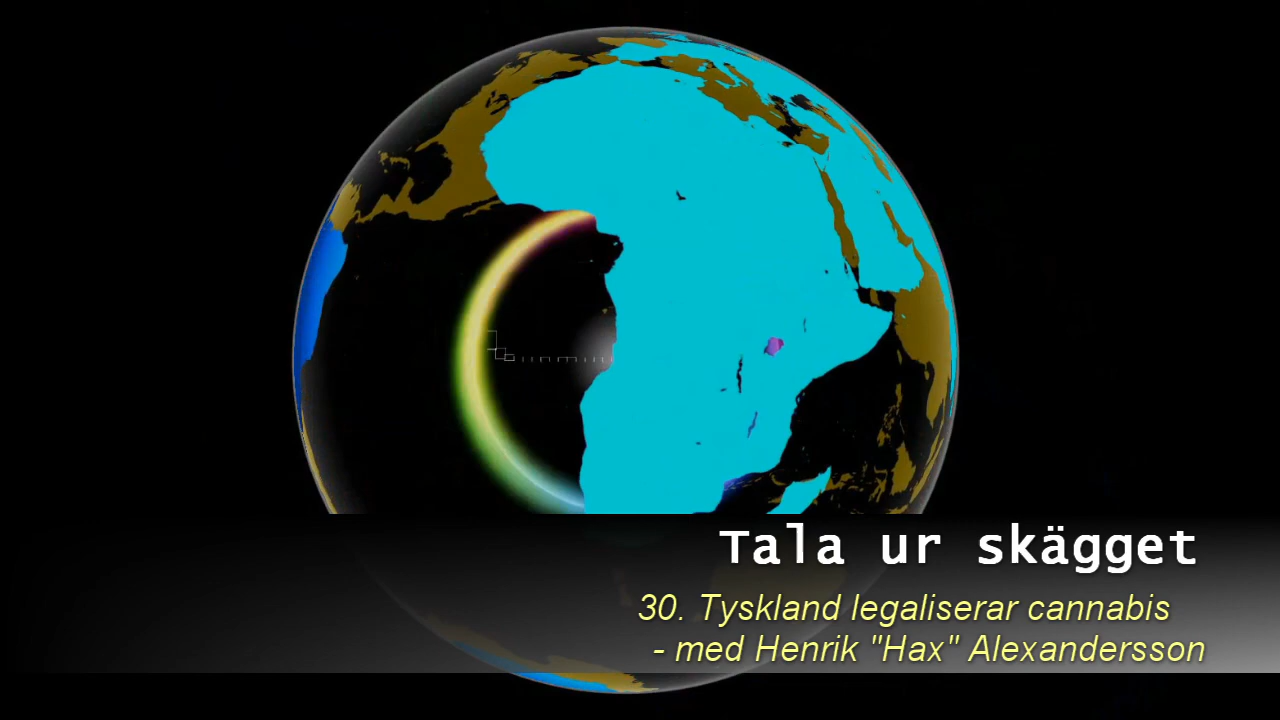 Tala ur skägget
30. Tyskland legaliserar cannabis
- med Henrik "Hax" Alexandersson